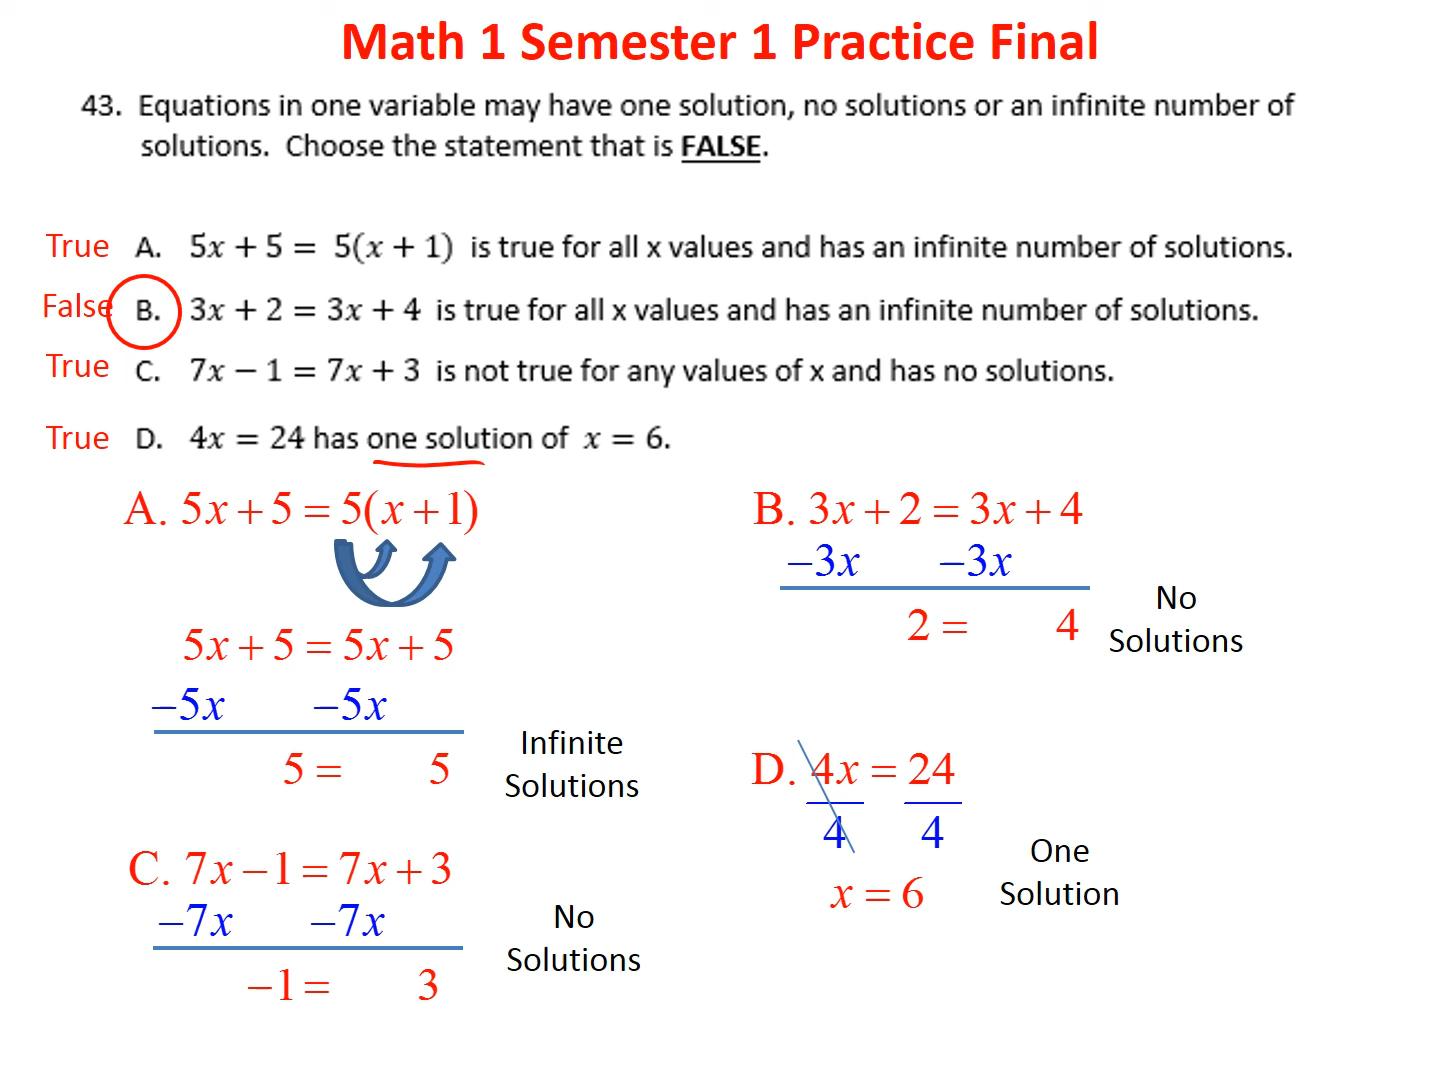 Math 1 Semester 1 Practice Final
43. Equations in one variable may have one solution, no solutions or an infinite number of
solutions. Choose the statement that is FALSE.
True A. 5x + 5 = 5(x + 1) is true for all x values and has an infinite number of solutions.
False B. 3x + 2 = 3x + 4 is true for all x values and has an infinite number of solutions.
True C. 7x − 1 = 7x + 3 is not true for any values of x and has no solutions.
True D. 4x = 24 has one solution of x = 6.
A. 5x + 5 = 5(x + 1)
5x + 5 = 5x + 5
−5x −5x
5 = 5
Infinite
Solutions
B. 3x + 2 = 3x + 4
−3x −3x
2 = 4
No
Solutions
C. 7x − 1 = 7x + 3
−7x −7x
−1 = 3
No
Solutions
D. 4x = 24
4 4
x = 6
One
Solution